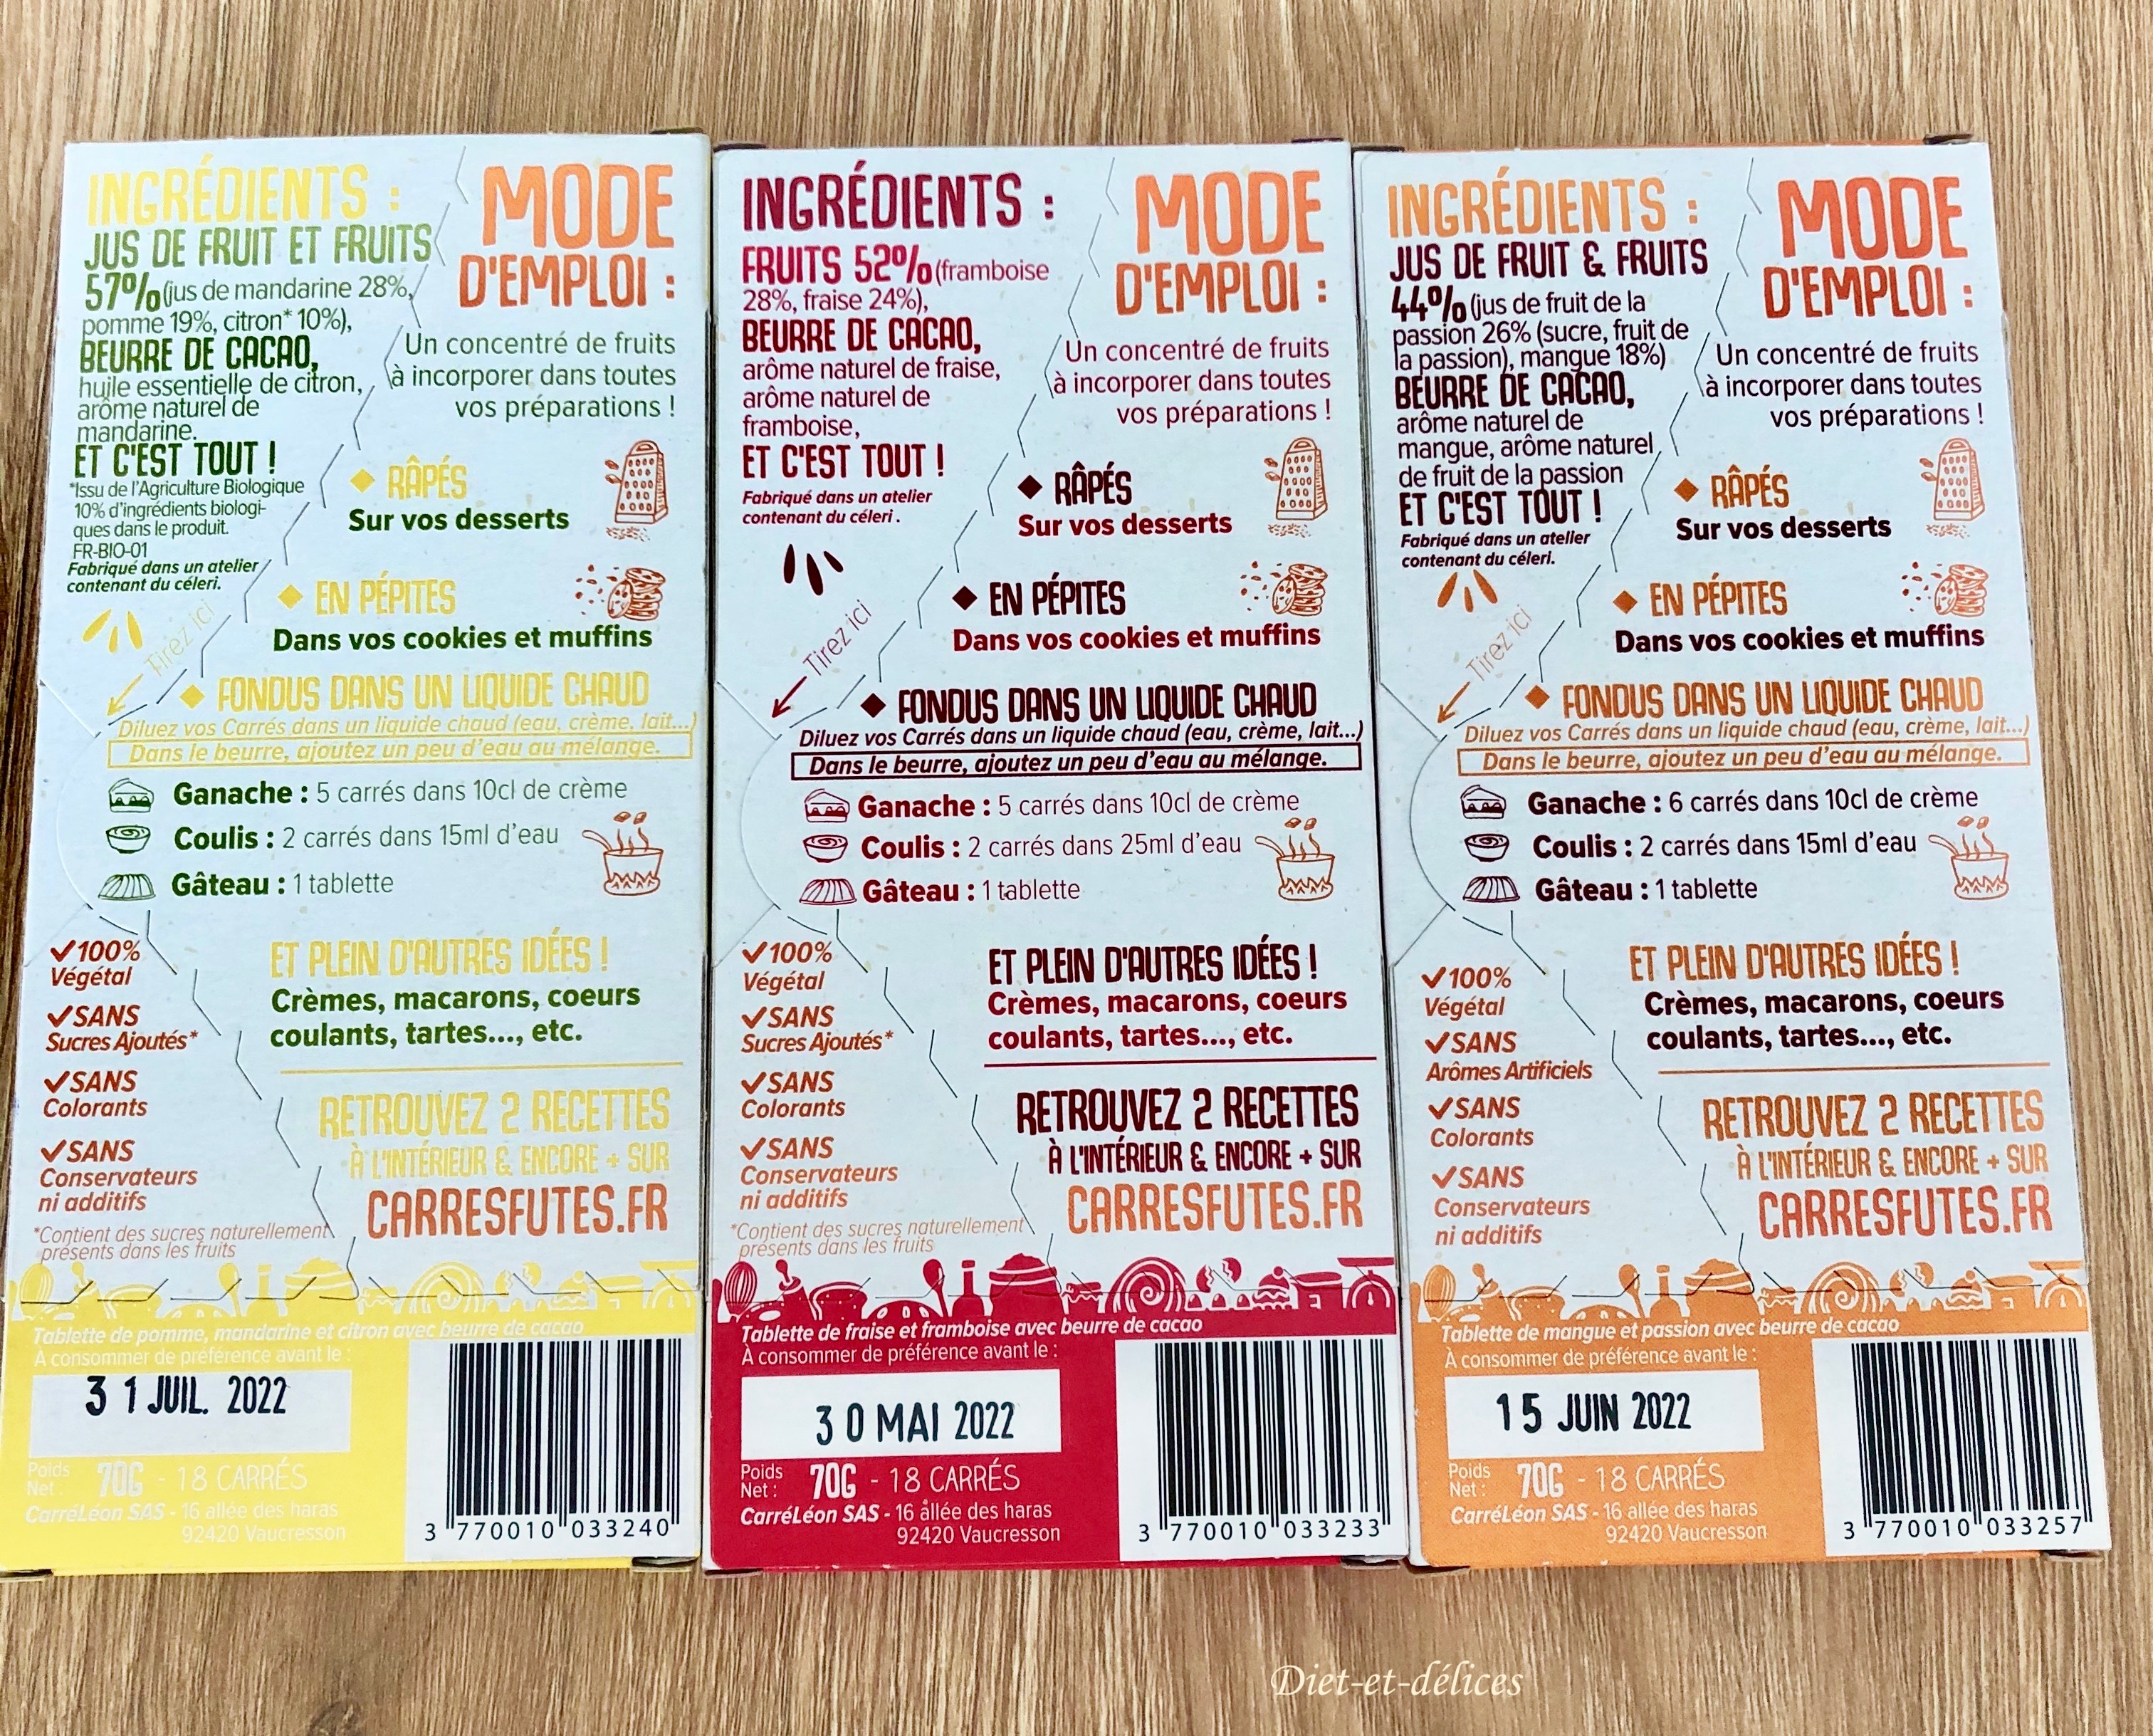 INGRÉDIENTS :
JUS DE FRUIT ET FRUITS
57% (jus de mandarine 28%,
pomme 19%, citron* 10%),
BEURRE DE CACAO,
huile essentielle de citron,
arôme naturel de
mandarine.
ET C'EST TOUT !
*Issu de l'Agriculture Biologique
10% d'ingrédients biologi-
ques dans le produit.
FR-BIO-01
Fabriqué dans un atelier
contenant du céleri.
Tirez ici
MODE
D'EMPLOI :
Un concentré de fruits
à incorporer dans toutes
vos préparations !
RÂPÉS
Sur vos desserts
EN PÉPITES
Dans vos cookies et muffins
FONDUS DANS UN LIQUIDE CHAUD
Diluez vos Carrés dans un liquide chaud (eau, crème, lait...)
Dans le beurre, ajoutez un peu d'eau au mélange.
Ganache : 5 carrés dans 10cl de crème
Coulis : 2 carrés dans 15ml d'eau
Gâteau : 1 tablette
✓100%
Végétal
✓SANS
Sucres Ajoutés*
✓SANS
Colorants
✓SANS
Conservateurs
ni additifs
*Contient des sucres naturellement
présents dans les fruits
ET PLEIN D'AUTRES IDÉES !
Crèmes, macarons, coeurs
coulants, tartes..., etc.
RETROUVEZ 2 RECETTES
À L'INTÉRIEUR & ENCORE + SUR
CARRESFUTES.FR
Tablette de pomme, mandarine et citron avec beurre de cacao
À consommer de préférence avant le :
31 JUIL. 2022
Poids
Net : 70G - 18 CARRÉS
CarréLéon SAS - 16 allée des haras
92420 Vaucresson
3 770010 033240
INGRÉDIENTS :
FRUITS 52% (framboise
28%, fraise 24%),
BEURRE DE CACAO,
arôme naturel de fraise,
arôme naturel de
framboise,
ET C'EST TOUT !
Fabriqué dans un atelier
contenant du céleri.
Tirez ici
MODE
D'EMPLOI :
Un concentré de fruits
à incorporer dans toutes
vos préparations !
RÂPÉS
Sur vos desserts
EN PÉPITES
Dans vos cookies et muffins
FONDUS DANS UN LIQUIDE CHAUD
Diluez vos Carrés dans un liquide chaud (eau, crème, lait...)
Dans le beurre, ajoutez un peu d'eau au mélange.
Ganache : 5 carrés dans 10cl de crème
Coulis : 2 carrés dans 25ml d'eau
Gâteau : 1 tablette
✓100%
Végétal
✓SANS
Sucres Ajoutés*
✓SANS
Colorants
✓SANS
Conservateurs
ni additifs
*Contient des sucres naturellement
présents dans les fruits
ET PLEIN D'AUTRES IDÉES !
Crèmes, macarons, coeurs
coulants, tartes..., etc.
RETROUVEZ 2 RECETTES
À L'INTÉRIEUR & ENCORE + SUR
CARRESFUTES.FR
Tablette de fraise et framboise avec beurre de cacao
À consommer de préférence avant le :
30 MAI 2022
Poids
Net : 70G - 18 CARRÉS
CarréLéon SAS - 16 allée des haras
92420 Vaucresson
3 770010 033233
INGRÉDIENTS :
JUS DE FRUIT & FRUITS
44% (jus de fruit de la
passion 26% (sucre, fruit de
la passion), mangue 18%)
BEURRE DE CACAO,
arôme naturel de
mangue, arôme naturel
de fruit de la passion
ET C'EST TOUT !
Fabriqué dans un atelier
contenant du céleri.
Tirez ici
MODE
D'EMPLOI :
Un concentré de fruits
à incorporer dans toutes
vos préparations !
RÂPÉS
Sur vos desserts
EN PÉPITES
Dans vos cookies et muffins
FONDUS DANS UN LIQUIDE CHAUD
Diluez vos Carrés dans un liquide chaud (eau, crème, lait...)
Dans le beurre, ajoutez un peu d'eau au mélange.
Ganache : 6 carrés dans 10cl de crème
Coulis : 2 carrés dans 15ml d'eau
Gâteau : 1 tablette
✓100%
Végétal
✓SANS
Arômes Artificiels
✓SANS
Colorants
✓SANS
Conservateurs
ni additifs
ET PLEIN D'AUTRES IDÉES !
Crèmes, macarons, coeurs
coulants, tartes..., etc.
RETROUVEZ 2 RECETTES
À L'INTÉRIEUR & ENCORE + SUR
CARRESFUTES.FR
Tablette de mangue et passion avec beurre de cacao
À consommer de préférence avant le :
15 JUIN 2022
Poids
Net : 70G - 18 CARRÉS
CarréLéon SAS - 16 allée des haras
92420 Vaucresson
3 770010 033257
Diet-et-délices